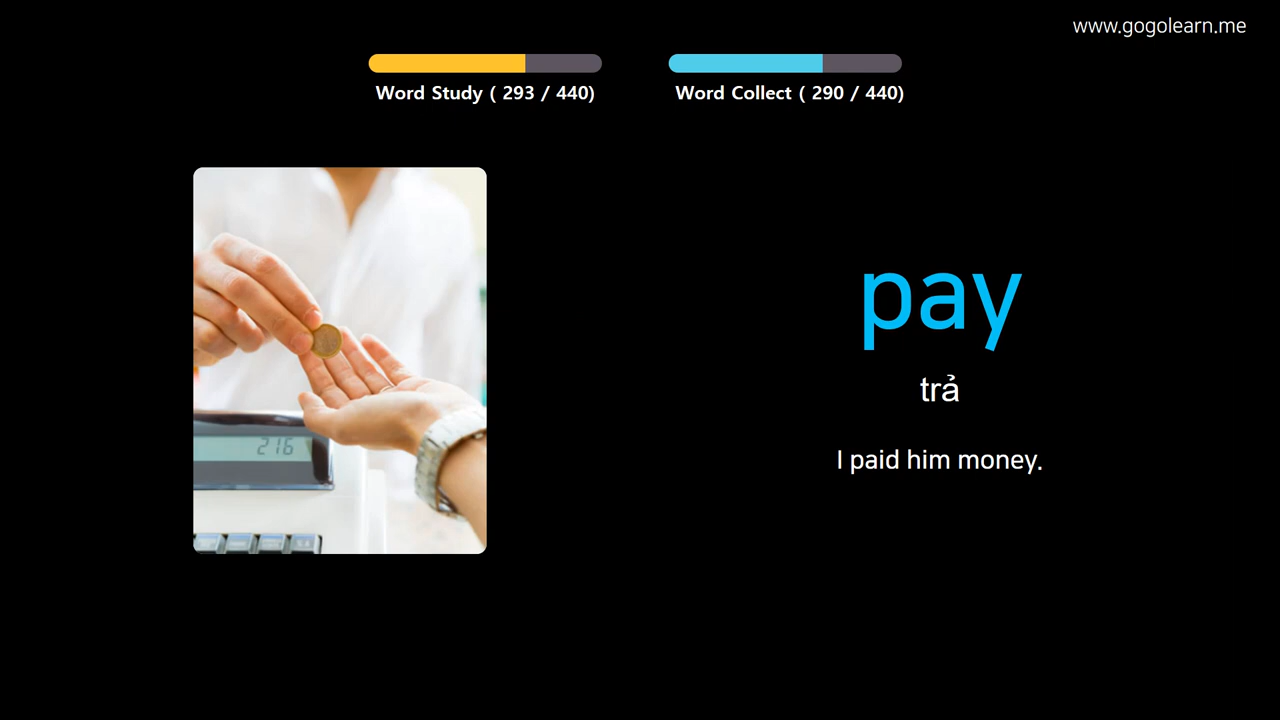 www.gogolearn.me
Word Study ( 293 / 440)
Word Collect ( 290 / 440)
pay
trả
I paid him money.
216